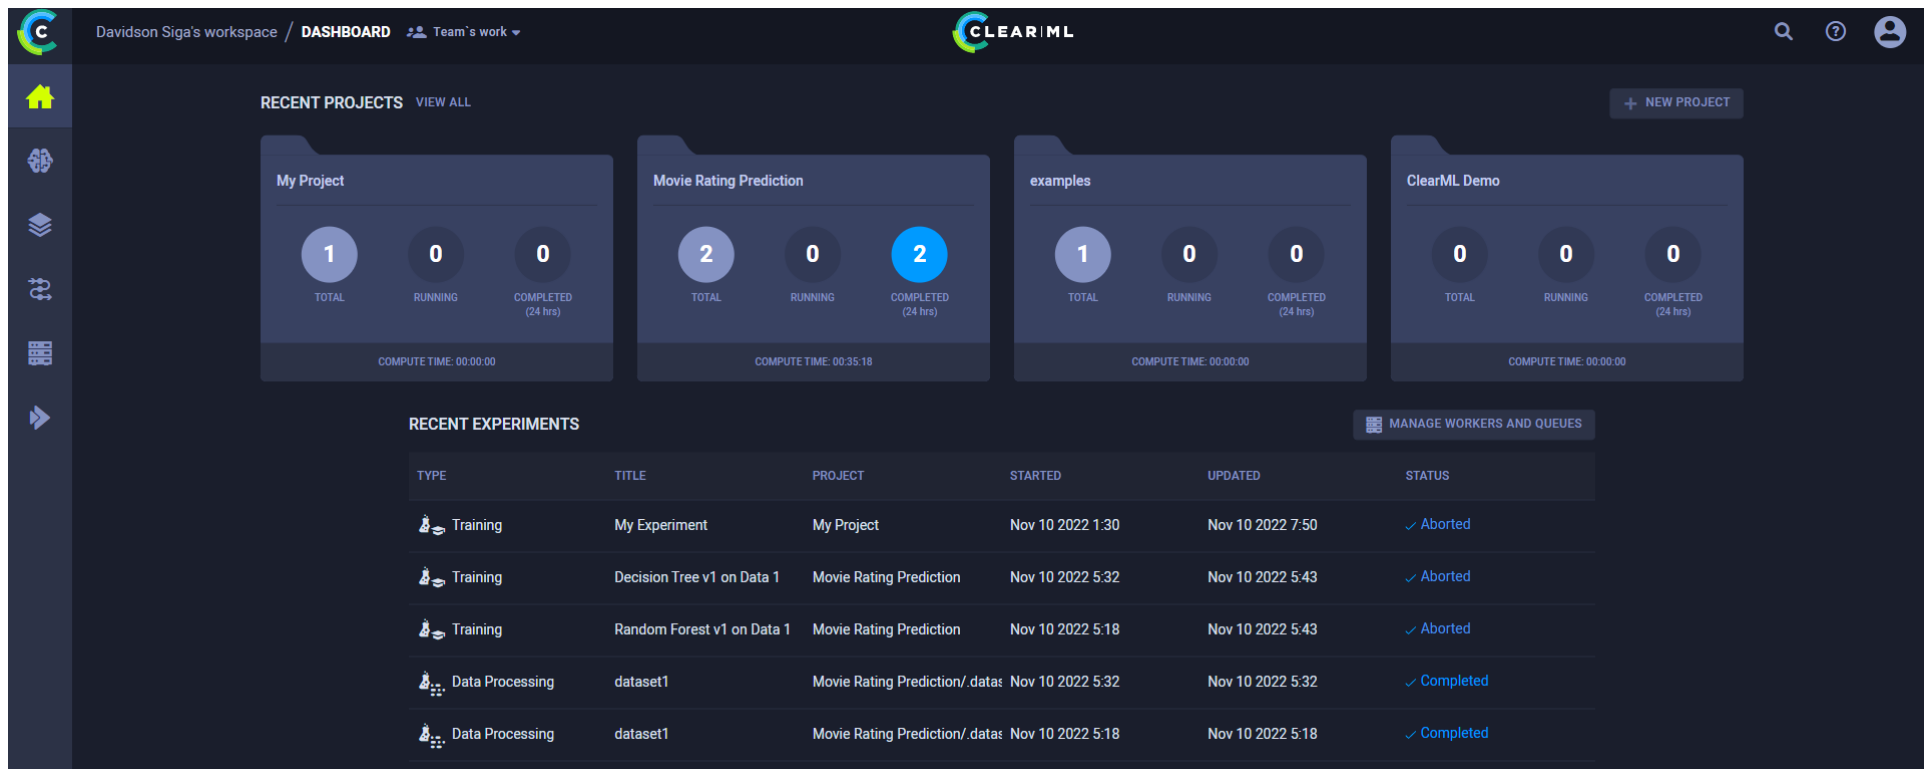 Davidson Siga's workspace / DASHBOARD Team`s work
C CLEAR|ML ?
RECENT PROJECTS VIEW ALL
+ NEW PROJECT
My Project
1 0 0
TOTAL RUNNING COMPLETED
(24 hrs)
COMPUTE TIME: 00:00:00
Movie Rating Prediction
2 0 2
TOTAL RUNNING COMPLETED
(24 hrs)
COMPUTE TIME: 00:35:18
examples
1 0 0
TOTAL RUNNING COMPLETED
(24 hrs)
COMPUTE TIME: 00:00:00
ClearML Demo
0 0 0
TOTAL RUNNING COMPLETED
(24 hrs)
COMPUTE TIME: 00:00:00
RECENT EXPERIMENTS
MANAGE WORKERS AND QUEUES
TYPE TITLE PROJECT STARTED UPDATED STATUS
Training My Experiment My Project Nov 10 2022 1:30 Nov 10 2022 7:50 Aborted
Training Decision Tree v1 on Data 1 Movie Rating Prediction Nov 10 2022 5:32 Nov 10 2022 5:43 Aborted
Training Random Forest v1 on Data 1 Movie Rating Prediction Nov 10 2022 5:18 Nov 10 2022 5:43 Aborted
Data Processing dataset1 Movie Rating Prediction/.datas Nov 10 2022 5:32 Nov 10 2022 5:32 Completed
Data Processing dataset1 Movie Rating Prediction/.datas Nov 10 2022 5:18 Nov 10 2022 5:18 Completed